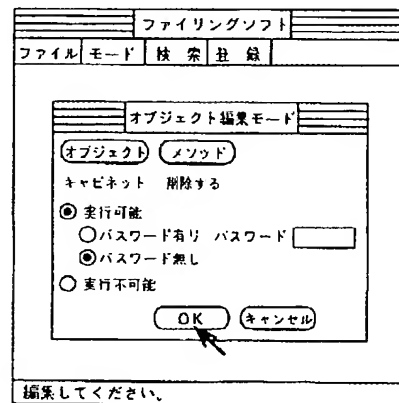 ファイリングソフト
ファイル モード 検索 登録
オブジェクト編集モード
オブジェクト メソッド
キャビネット 削除する
実行可能
パスワード有り パスワード
パスワード無し
実行不可能
OK キャンセル
編集してください。